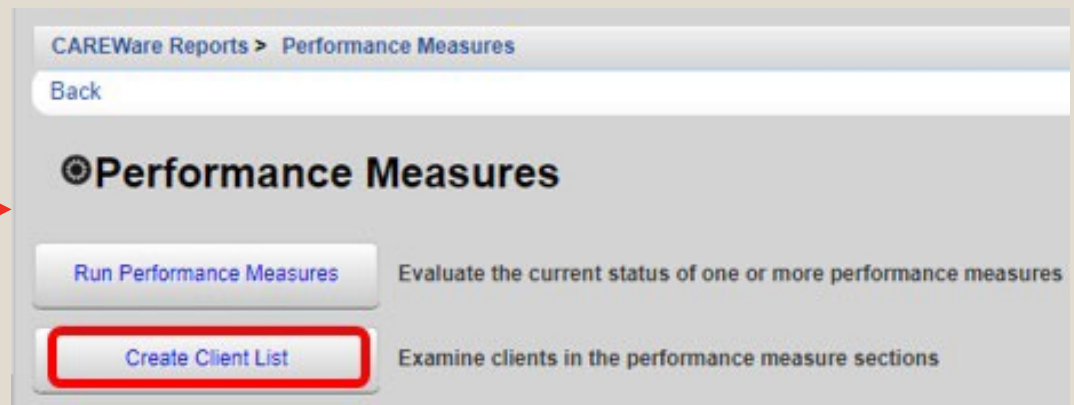 CAREWare Reports > Performance Measures
Back
Performance Measures
Run Performance Measures Evaluate the current status of one or more performance measures
Create Client List Examine clients in the performance measure sections